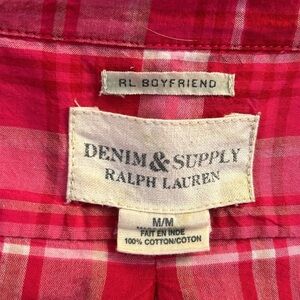 RL BOYFRIEND
DENIM & SUPPLY
RALPH LAUREN
M/M
FAIT EN INDE
100% COTTON/COTON